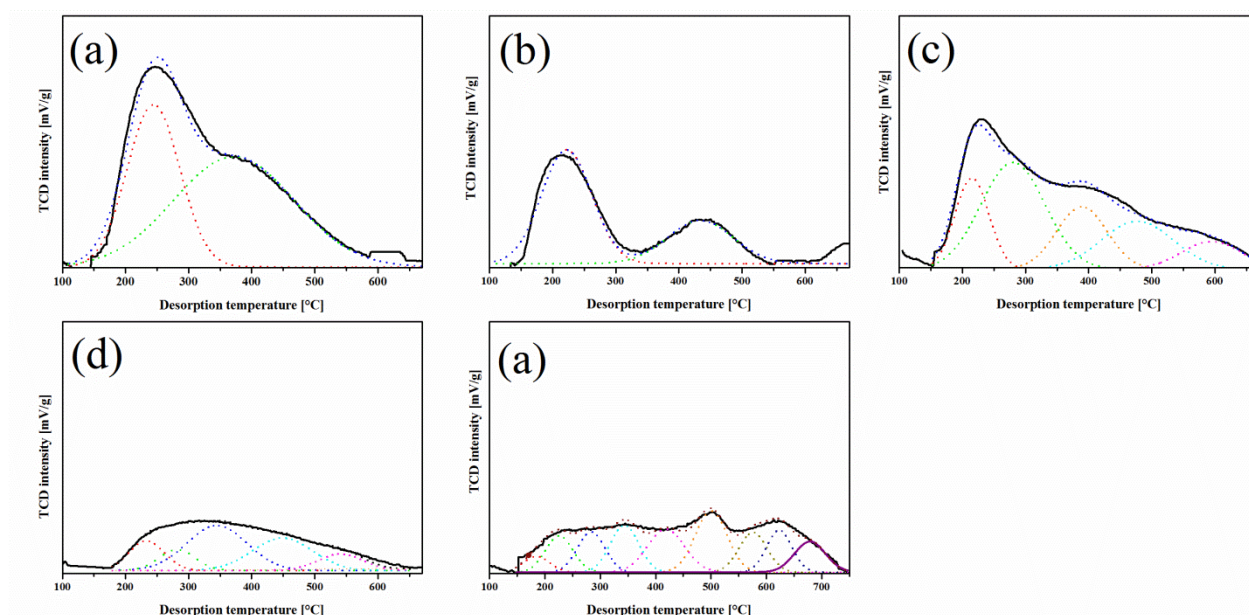 (a)
TCD intensity [mV/g]
100 200 300 400 500 600
Desorption temperature [°C]
(b)
TCD intensity [mV/g]
100 200 300 400 500 600
Desorption temperature [°C]
(c)
TCD intensity [mV/g]
100 200 300 400 500 600
Desorption temperature [°C]
(d)
TCD intensity [mV/g]
100 200 300 400 500 600
Desorption temperature [°C]
(a)
TCD intensity [mV/g]
100 200 300 400 500 600 700
Desorption temperature [°C]